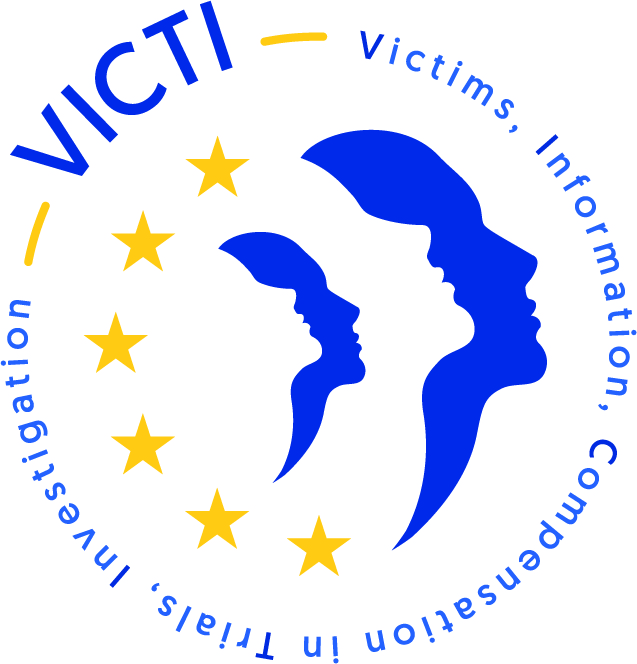 VICTI
Victims, Information, Compensation in Trials, Investigation